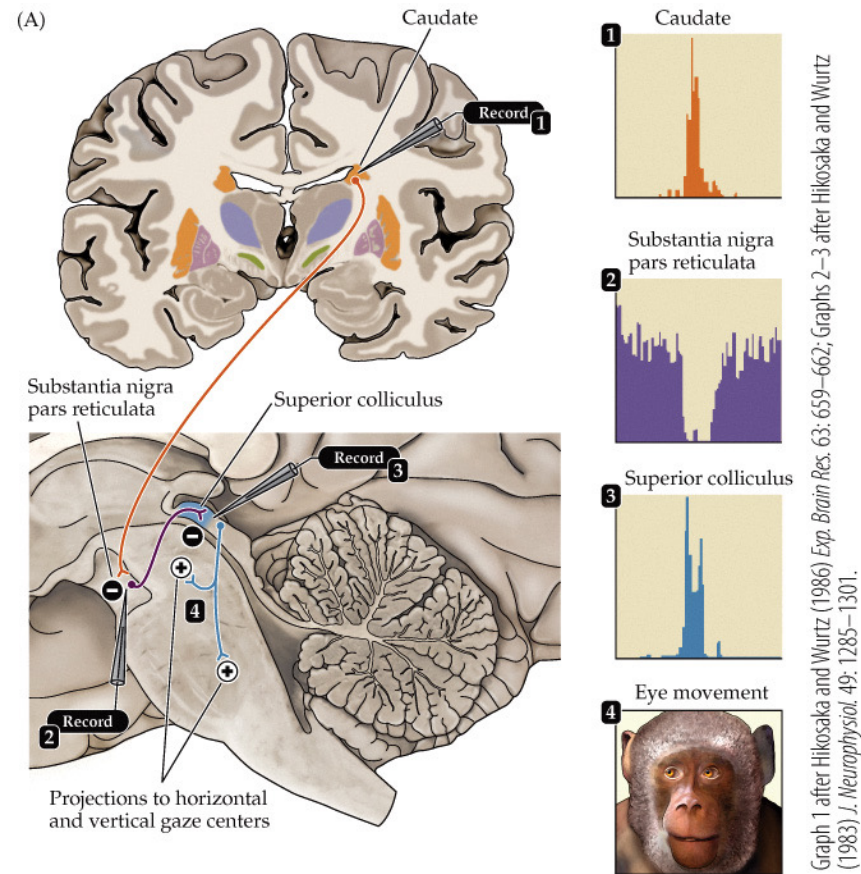 (A)
Caudate
Record 1
Substantia nigra
pars reticulata
Superior colliculus
Record 3
4
2 Record
Projections to horizontal
and vertical gaze centers
Caudate
1
Substantia nigra
pars reticulata
2
Superior colliculus
3
Eye movement
4
Graph 1 after Hikosaka and Wurtz (1986) Exp. Brain Res. 63: 659–662; Graphs 2–3 after Hikosaka and Wurtz
(1983) J. Neurophysiol. 49: 1285–1301.